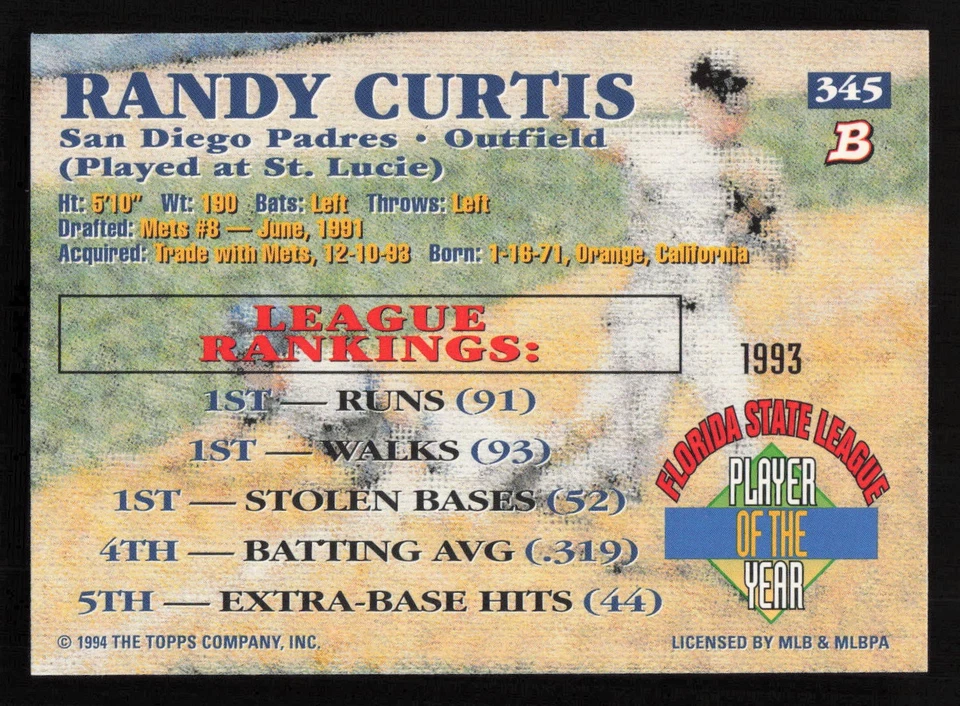 RANDY CURTIS
345
San Diego Padres • Outfield
B
(Played at St. Lucie)
Ht: 5'10" Wt: 190 Bats: Left Throws: Left
Drafted: Mets #8 — June, 1991
Acquired: Trade with Mets, 12-10-93 Born: 1-16-71, Orange, California
LEAGUE
RANKINGS:
1ST — RUNS (91)
1ST — WALKS (93)
1ST — STOLEN BASES (52)
4TH — BATTING AVG (.319)
5TH — EXTRA-BASE HITS (44)
1993
FLORIDA STATE LEAGUE
PLAYER
OF THE
YEAR
© 1994 THE TOPPS COMPANY, INC.
LICENSED BY MLB & MLBPA